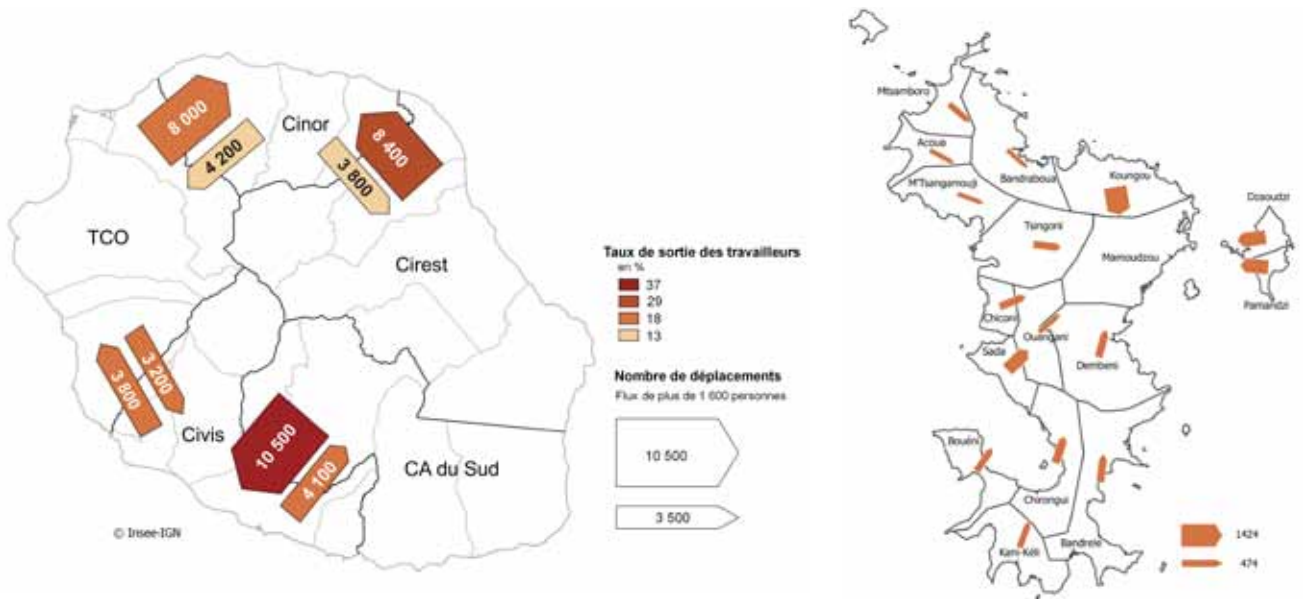 8 000
4 200
Cinor
3 800
8 400
TCO
Cirest
3 800
3 200
Civis
10 500
4 100
CA du Sud
© Insee-IGN
Taux de sortie des travailleurs
en %
37
29
18
13
Nombre de déplacements
Flux de plus de 1 600 personnes
10 500
3 500
Mtsamboro
Acoua
Bandraboua
Koungou
M'Tsangamouji
Dzaoudzi
Tsingoni
Mamoudzou
Pamandzi
Chiconi
Ouangani
Sada
Dembeni
Bouéni
Chirongui
Kani-Kéli
Bandrele
1424
474